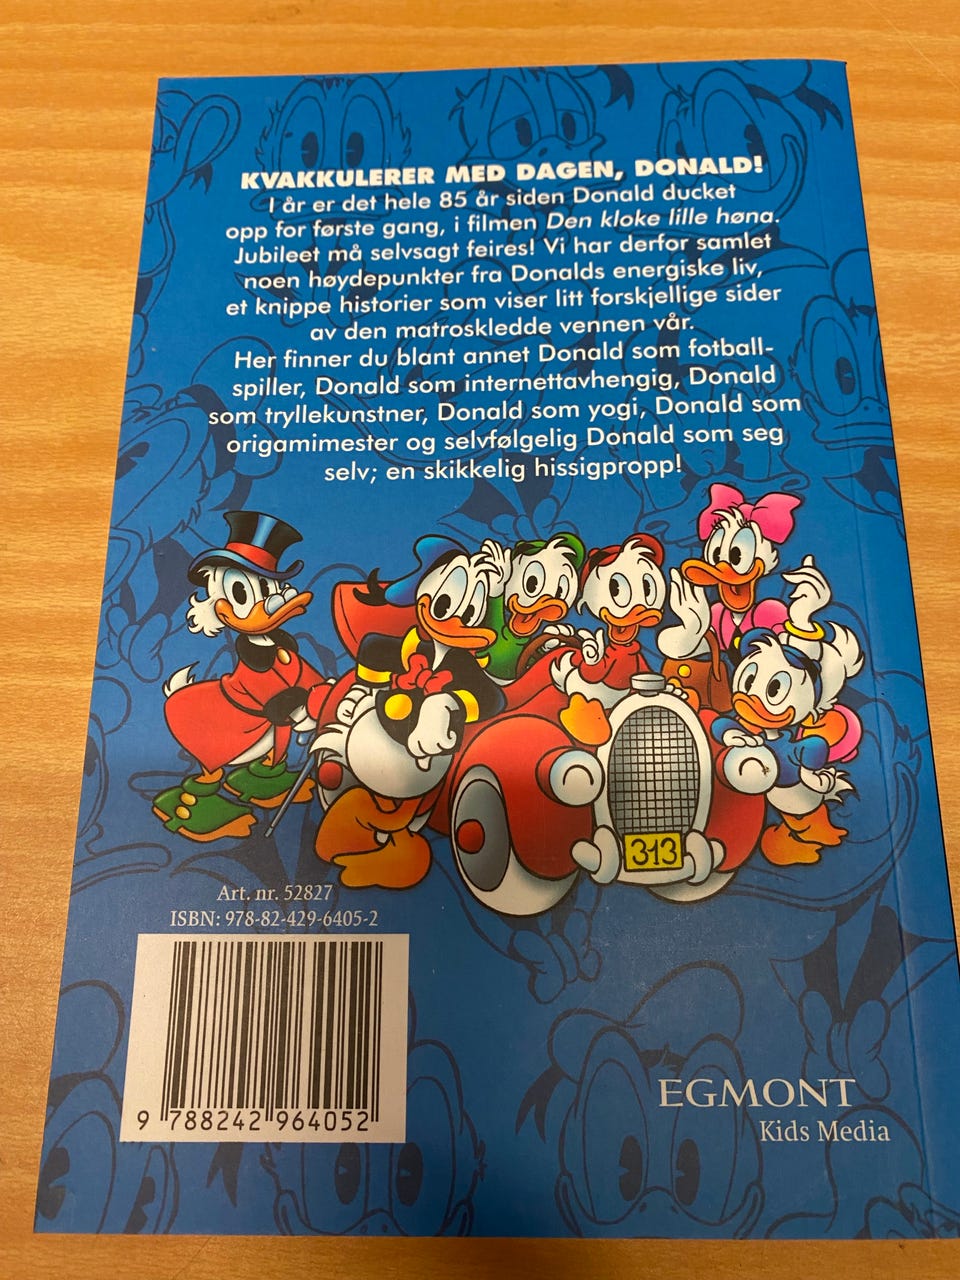 KVAKKULERER MED DAGEN, DONALD!
I år er det hele 85 år siden Donald ducket
opp for første gang, i filmen Den kloke lille høna.
Jubileet må selvsagt feires! Vi har derfor samlet
noen høydepunkter fra Donalds energiske liv,
et knippe historier som viser litt forskjellige sider
av den matroskledde vennen vår.
Her finner du blant annet Donald som fotball-
spiller, Donald som internettavhengig, Donald
som tryllekunstner, Donald som yogi, Donald som
origamimester og selvfølgelig Donald som seg
selv; en skikkelig hissigpropp!
313
Art. nr. 52827
ISBN: 978-82-429-6405-2
9 788242 964052
EGMONT
Kids Media